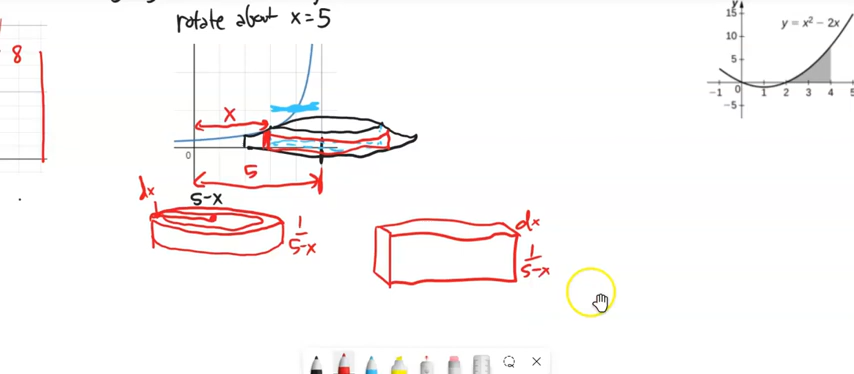 rotate about x=5
8
15
y
y = x² − 2x
10
5
−1
0
1
2
3
4
5
−5
x
0
5
dx
5-x
1/5-x
dx
1/5-x